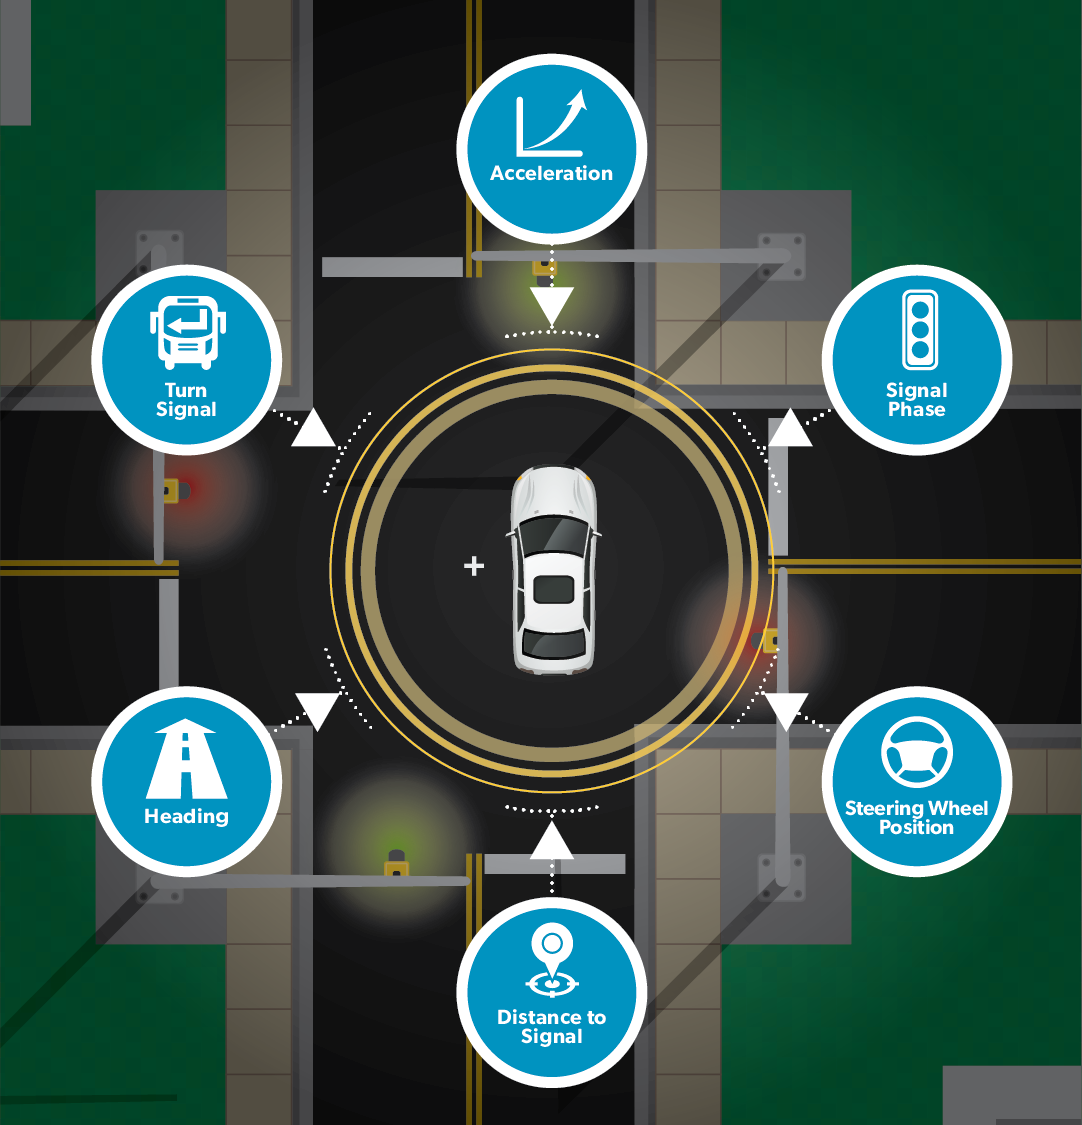 Acceleration
Turn
Signal
Signal
Phase
Heading
Steering Wheel
Position
Distance to
Signal